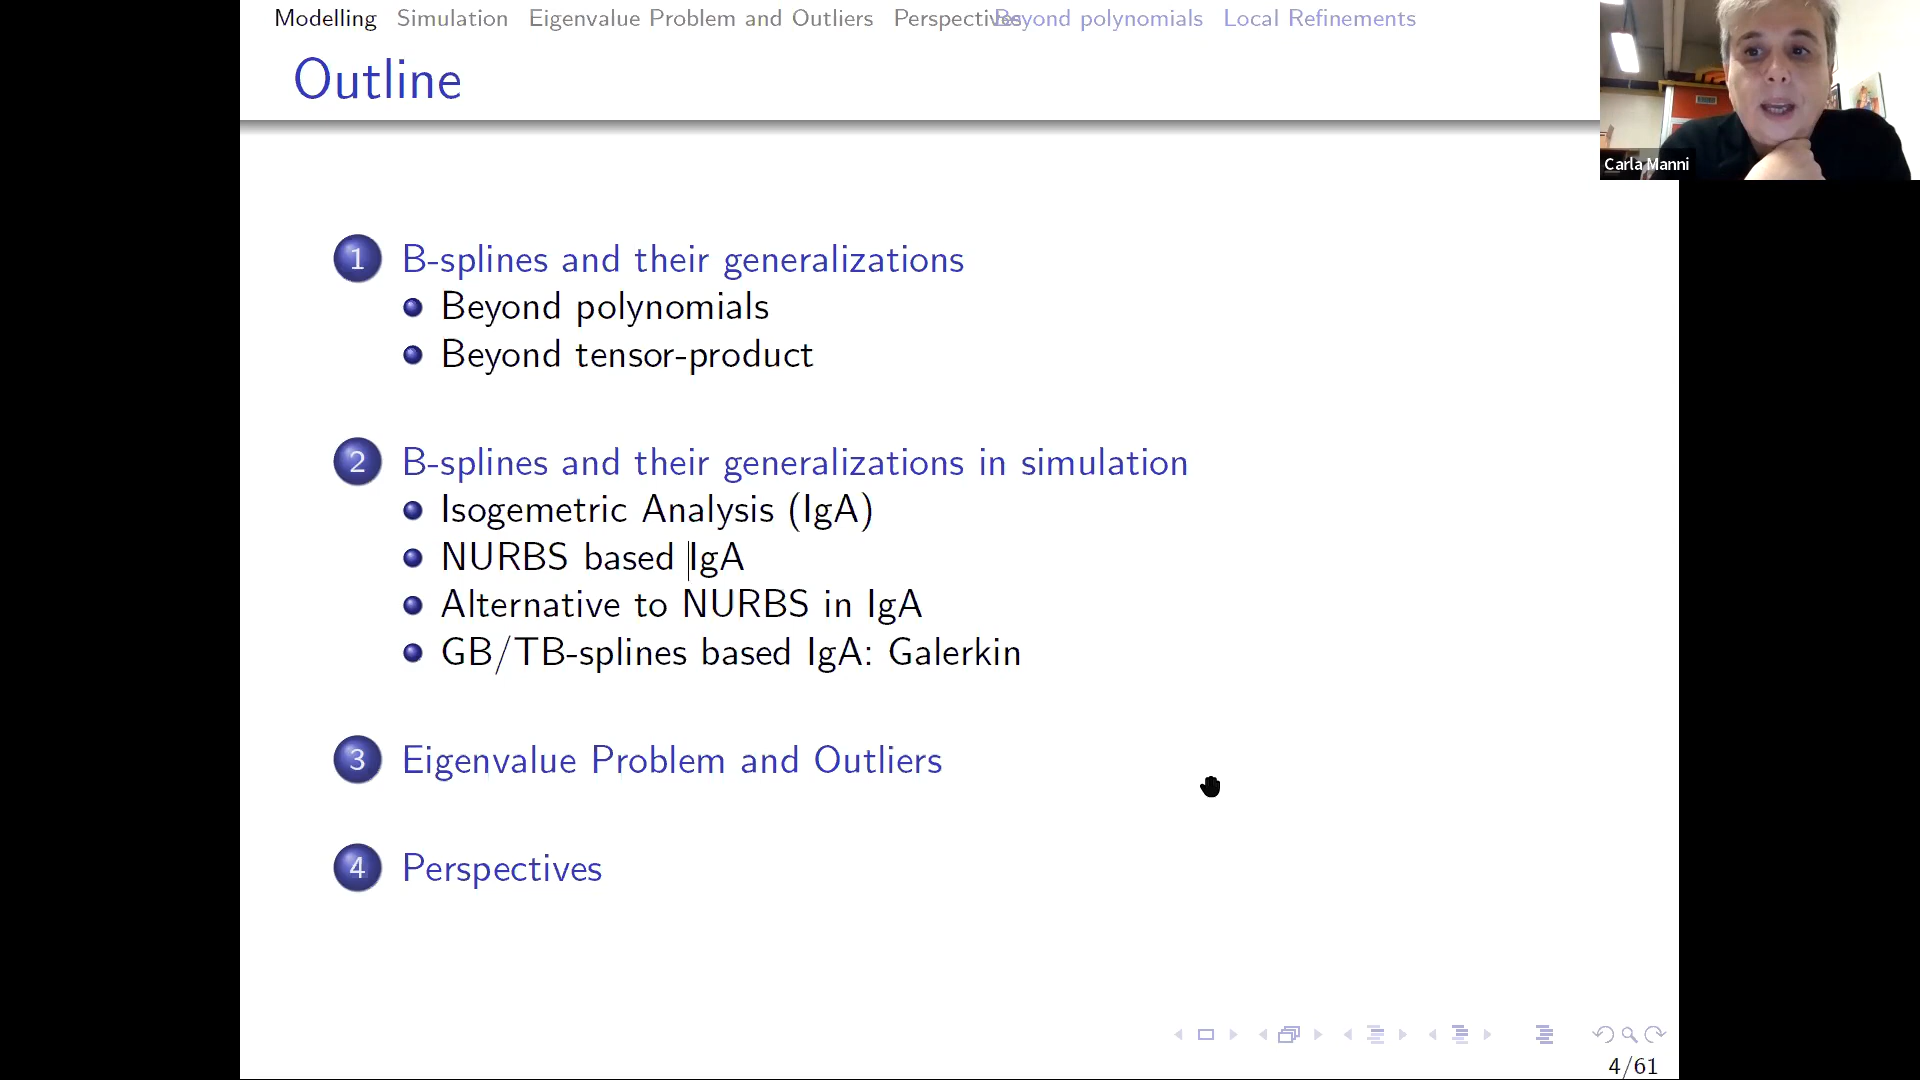 Modelling Simulation Eigenvalue Problem and Outliers Perspectives Beyond polynomials Local Refinements
Outline
Carla Manni
1 B-splines and their generalizations
Beyond polynomials
Beyond tensor-product
2 B-splines and their generalizations in simulation
Isogemetric Analysis (IgA)
NURBS based IgA
Alternative to NURBS in IgA
GB/TB-splines based IgA: Galerkin
3 Eigenvalue Problem and Outliers
4 Perspectives
4/61